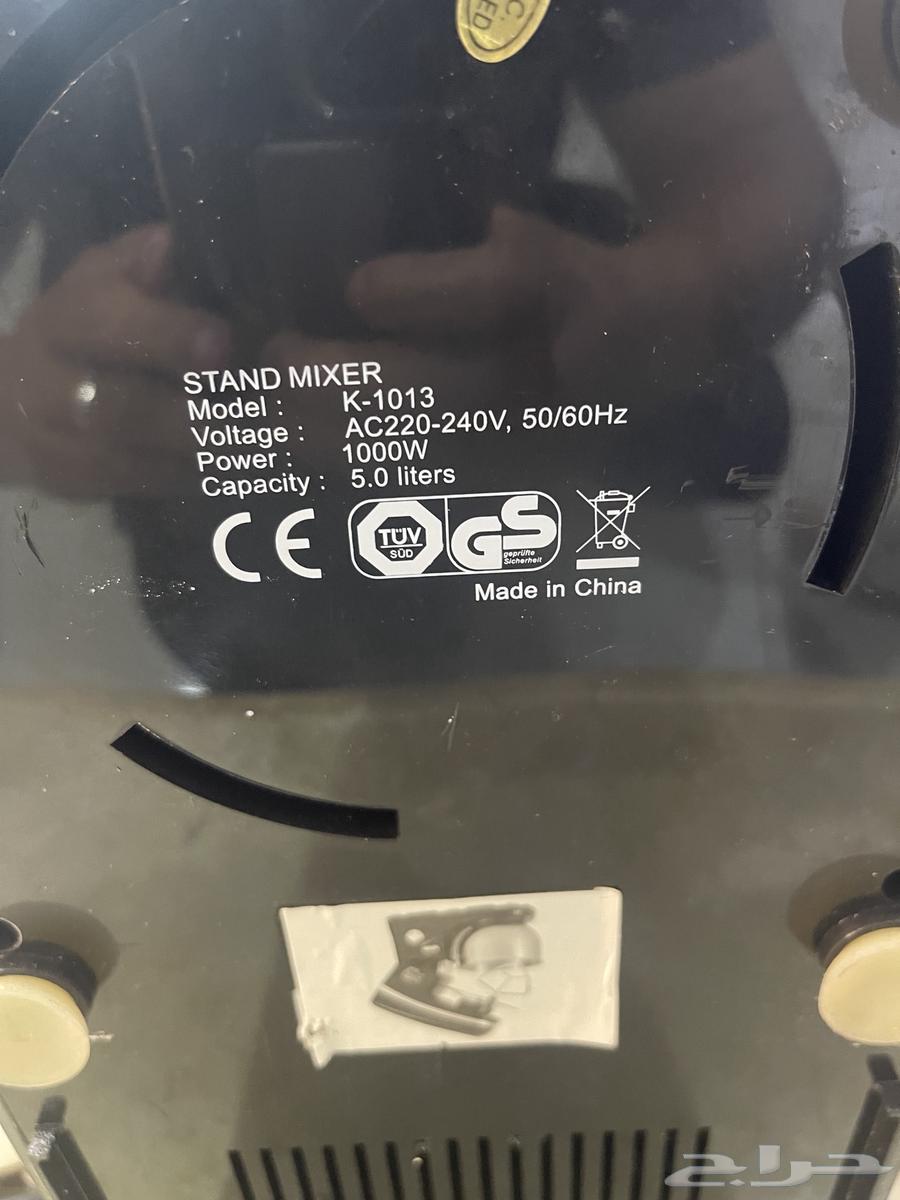 C.
ED
STAND MIXER
Model : K-1013
Voltage : AC220-240V, 50/60Hz
Power : 1000W
Capacity : 5.0 liters
CE TÜV SÜD GS geprüfte Sicherheit
Made in China
حراج